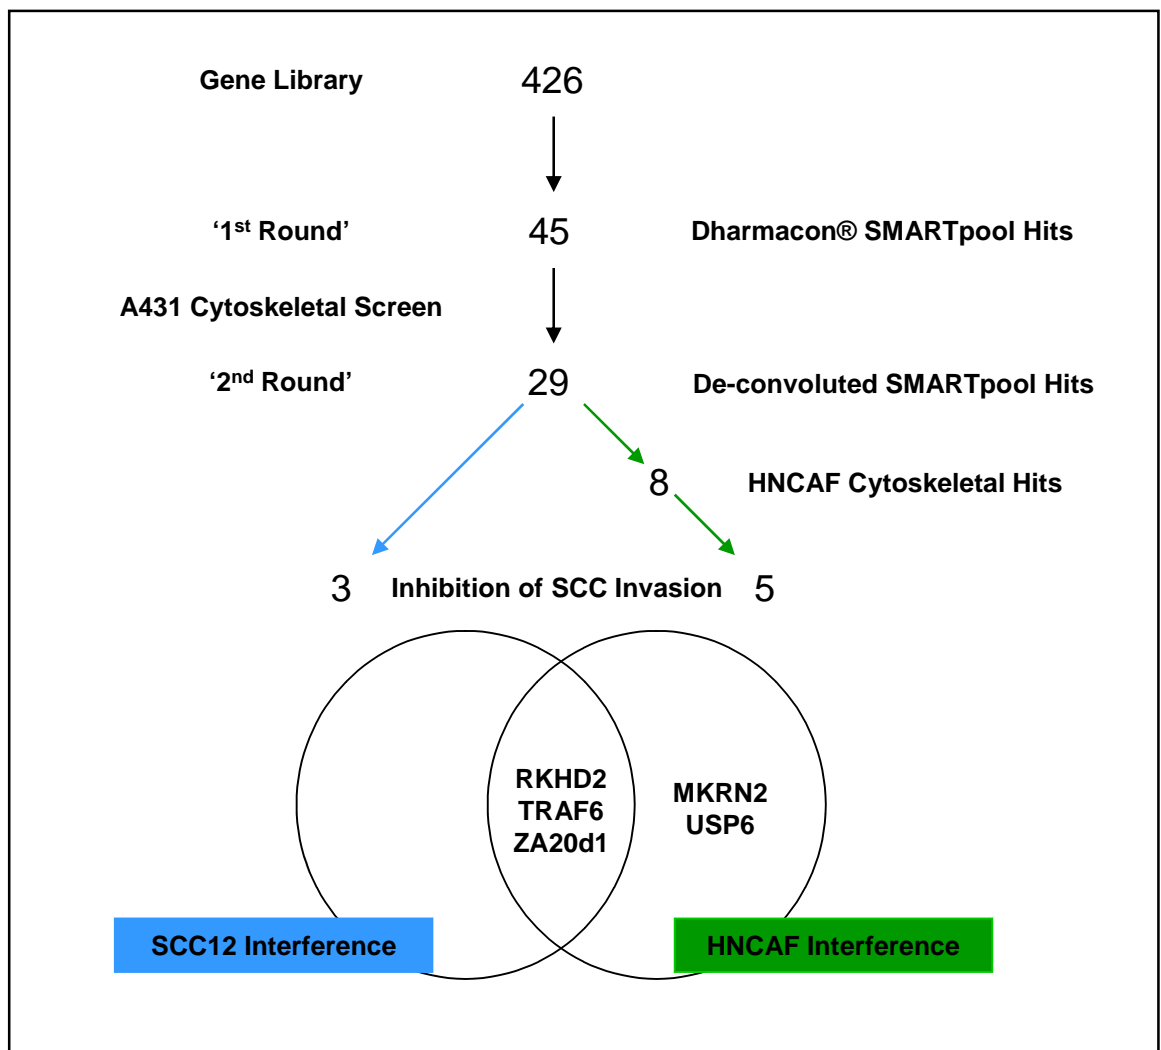 Gene Library 426
‘1st Round’ 45 Dharmacon® SMARTpool Hits
A431 Cytoskeletal Screen
‘2nd Round’ 29 De-convoluted SMARTpool Hits
8 HNCAF Cytoskeletal Hits
3 Inhibition of SCC Invasion 5
RKHD2
TRAF6
ZA20d1
MKRN2
USP6
SCC12 Interference
HNCAF Interference